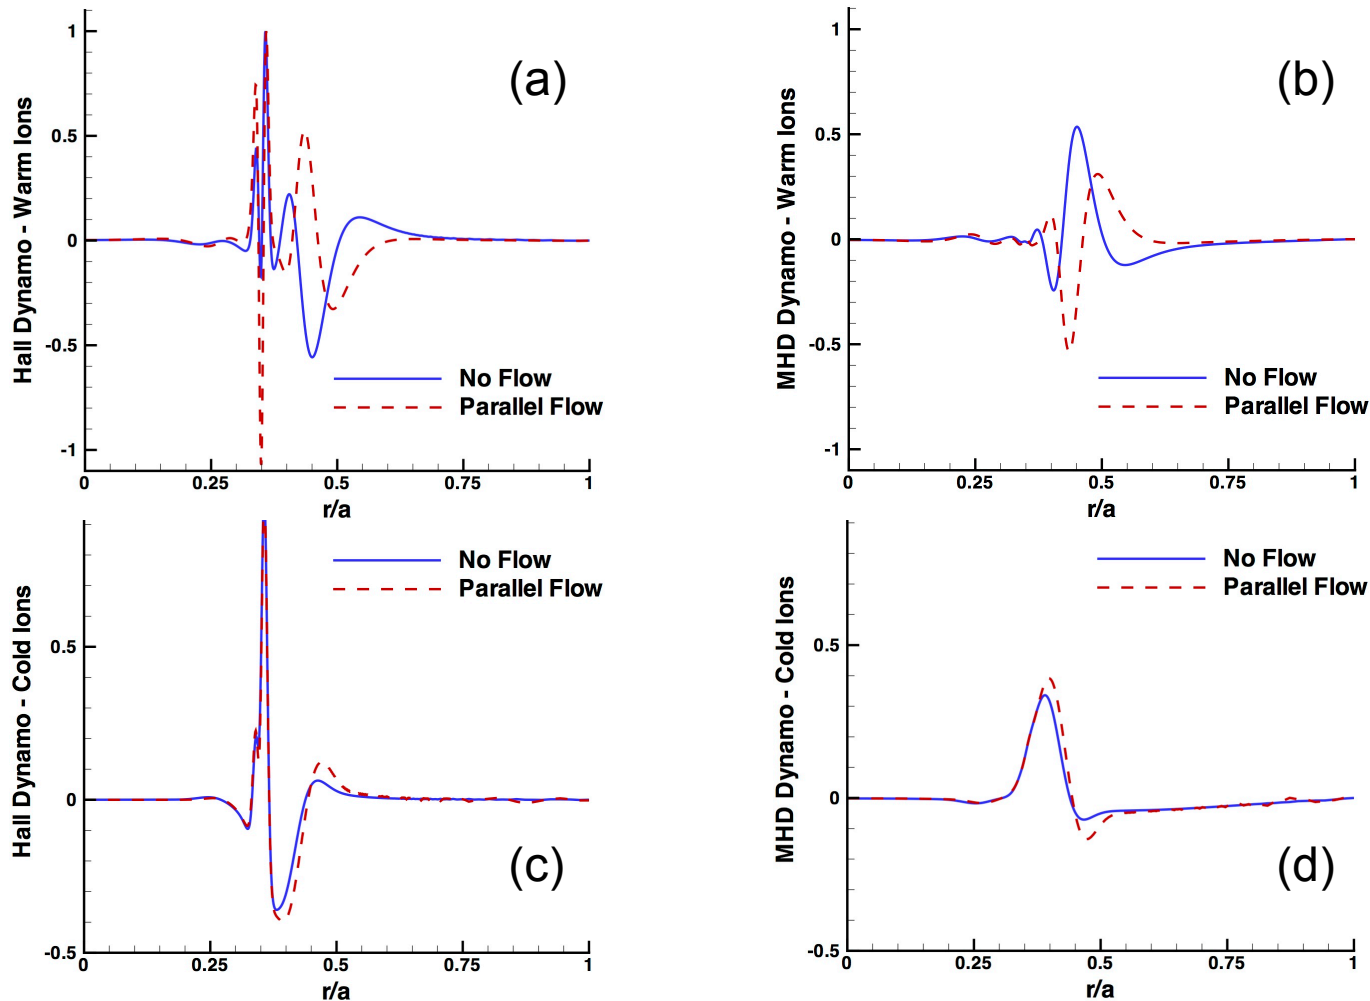 (a)
Hall Dynamo - Warm Ions
1
0.5
0
-0.5
-1
No Flow
Parallel Flow
0 0.25 0.5 0.75 1
r/a
(b)
MHD Dynamo - Warm Ions
1
0.5
0
-0.5
-1
No Flow
Parallel Flow
0 0.25 0.5 0.75 1
r/a
Hall Dynamo - Cold Ions
No Flow
Parallel Flow
0.5
0
(c)
-0.5
0 0.25 0.5 0.75 1
r/a
MHD Dynamo - Cold Ions
No Flow
Parallel Flow
0.5
0
(d)
-0.5
0 0.25 0.5 0.75 1
r/a